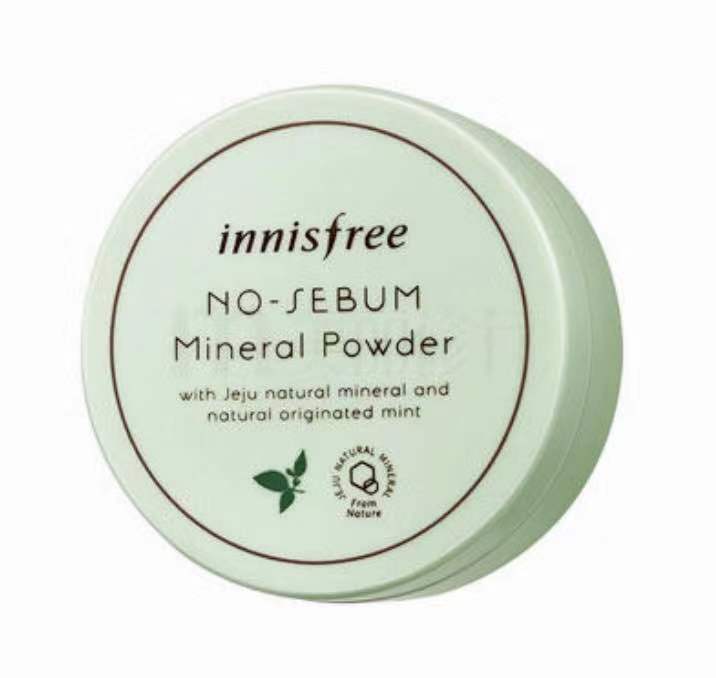 innisfree
NO-SEBUM
Mineral Powder
with Jeju natural mineral and
natural originated mint
JEJU NATURAL MINERAL
From
Nature